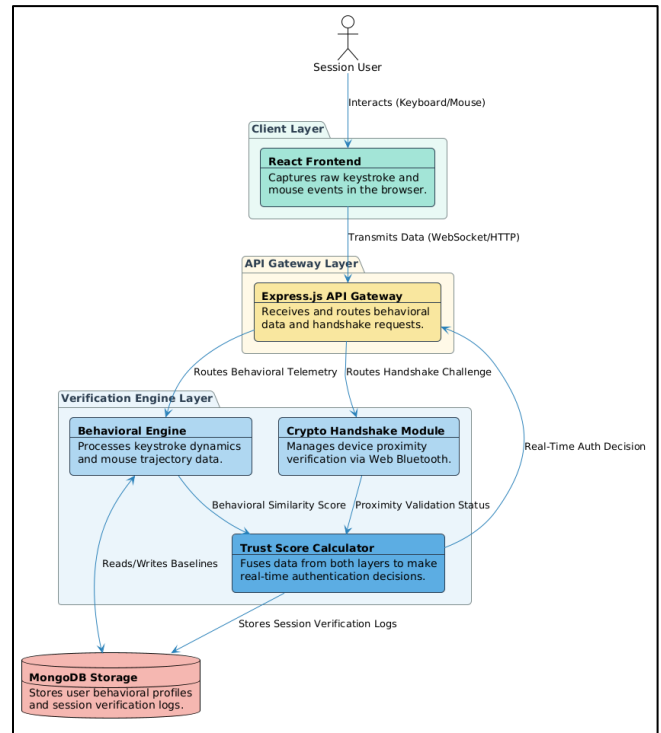 Session User
Interacts (Keyboard/Mouse)
Client Layer
React Frontend
Captures raw keystroke and
mouse events in the browser.
Transmits Data (WebSocket/HTTP)
API Gateway Layer
Express.js API Gateway
Receives and routes behavioral
data and handshake requests.
Routes Behavioral Telemetry
Routes Handshake Challenge
Verification Engine Layer
Behavioral Engine
Processes keystroke dynamics
and mouse trajectory data.
Crypto Handshake Module
Manages device proximity
verification via Web Bluetooth.
Real-Time Auth Decision
Behavioral Similarity Score
Proximity Validation Status
Trust Score Calculator
Fuses data from both layers to make
real-time authentication decisions.
Reads/Writes Baselines
Stores Session Verification Logs
MongoDB Storage
Stores user behavioral profiles
and session verification logs.